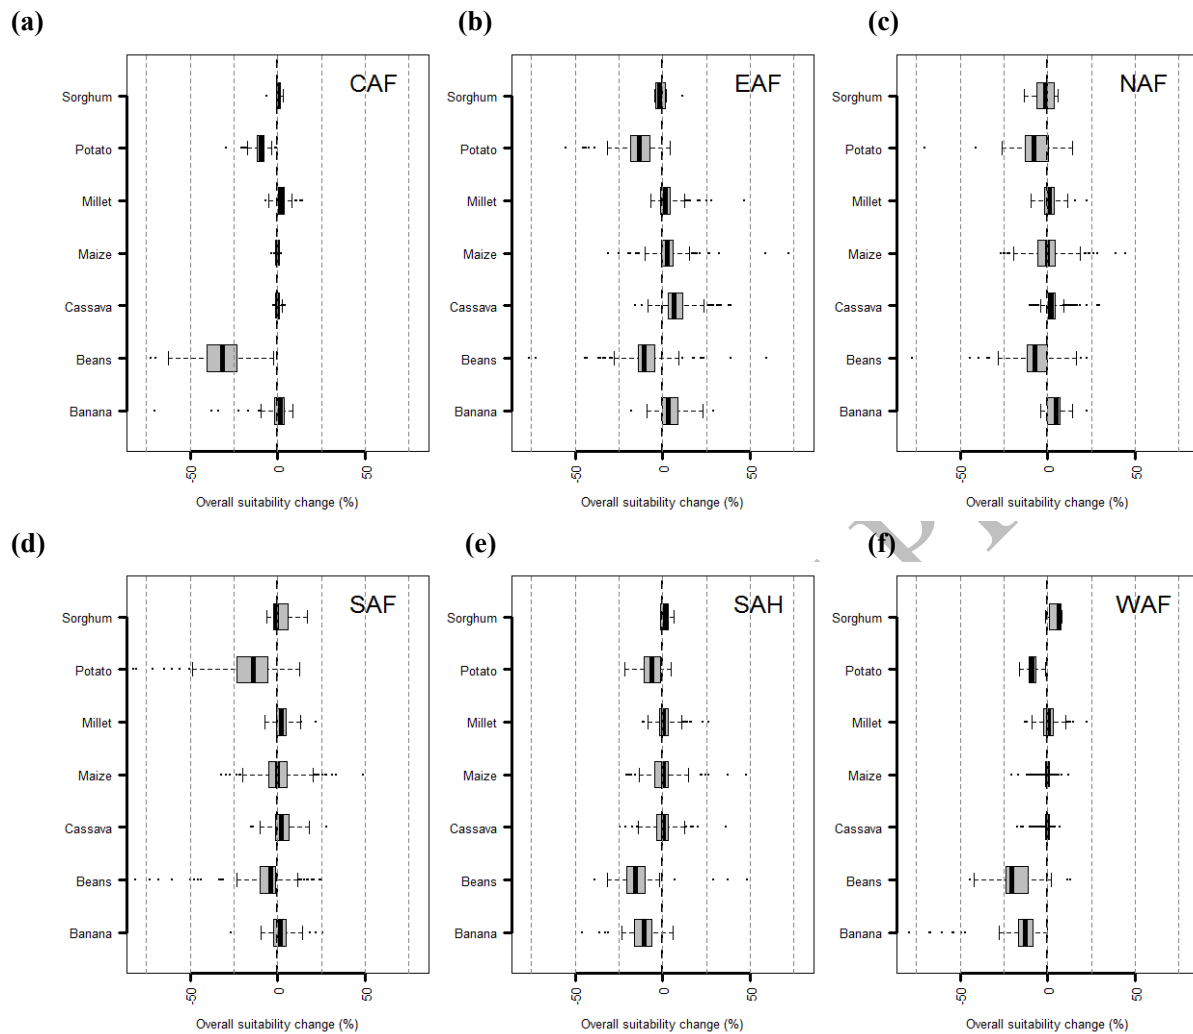 (a)
CAF
Sorghum
Potato
Millet
Maize
Cassava
Beans
Banana
-50
0
50
Overall suitability change (%)
(b)
EAF
Sorghum
Potato
Millet
Maize
Cassava
Beans
Banana
-50
0
50
Overall suitability change (%)
(c)
NAF
Sorghum
Potato
Millet
Maize
Cassava
Beans
Banana
-50
0
50
Overall suitability change (%)
(d)
SAF
Sorghum
Potato
Millet
Maize
Cassava
Beans
Banana
-50
0
50
Overall suitability change (%)
(e)
SAH
Sorghum
Potato
Millet
Maize
Cassava
Beans
Banana
-50
0
50
Overall suitability change (%)
(f)
WAF
Sorghum
Potato
Millet
Maize
Cassava
Beans
Banana
-50
0
50
Overall suitability change (%)